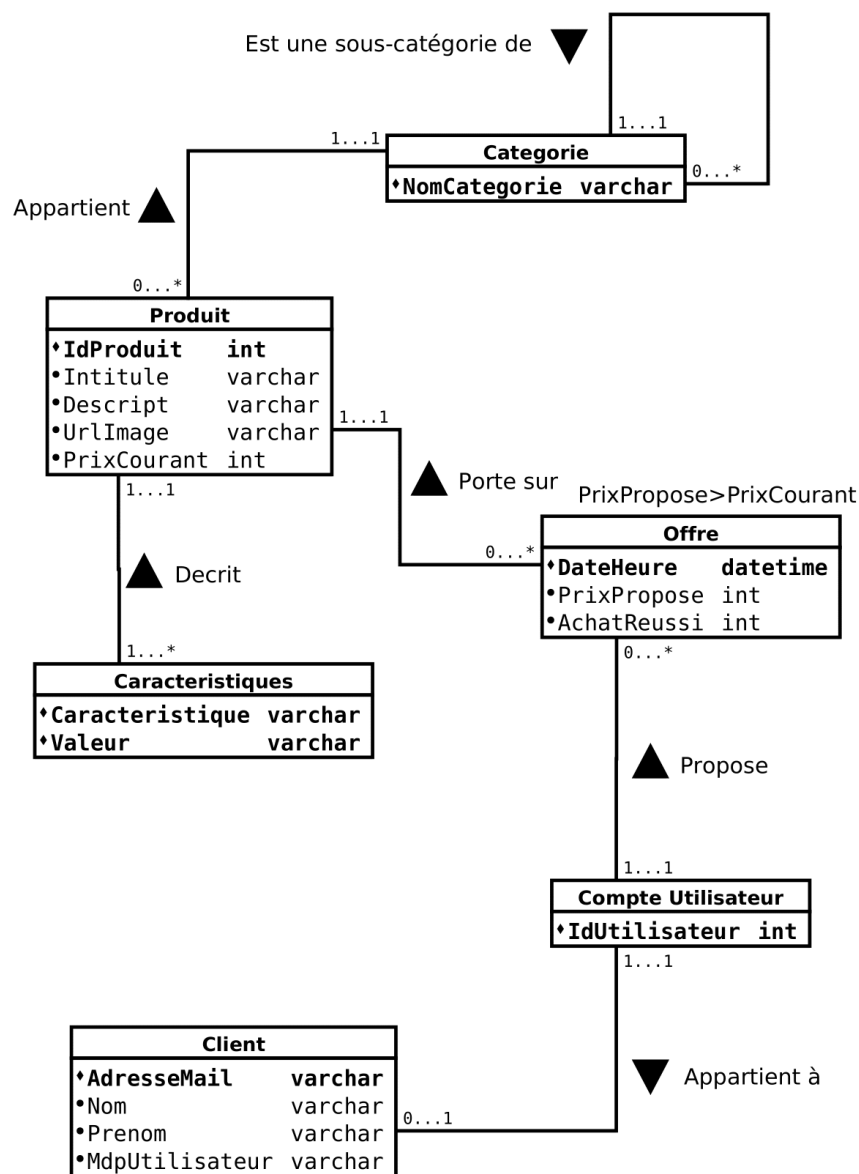 Est une sous-catégorie de
1...1
1...1
Categorie
NomCategorie varchar
0...*
Appartient
0...*
Produit
IdProduit int
Intitule varchar
Descript varchar
UrlImage varchar
PrixCourant int
1...1
1...1
Porte sur
PrixPropose>PrixCourant
Offre
DateHeure datetime
PrixPropose int
AchatReussi int
0...*
0...*
Decrit
1...*
Caracteristiques
Caracteristique varchar
Valeur varchar
Propose
1...1
Compte Utilisateur
IdUtilisateur int
1...1
Appartient à
Client
AdresseMail varchar
Nom varchar
Prenom varchar
MdpUtilisateur varchar
0...1